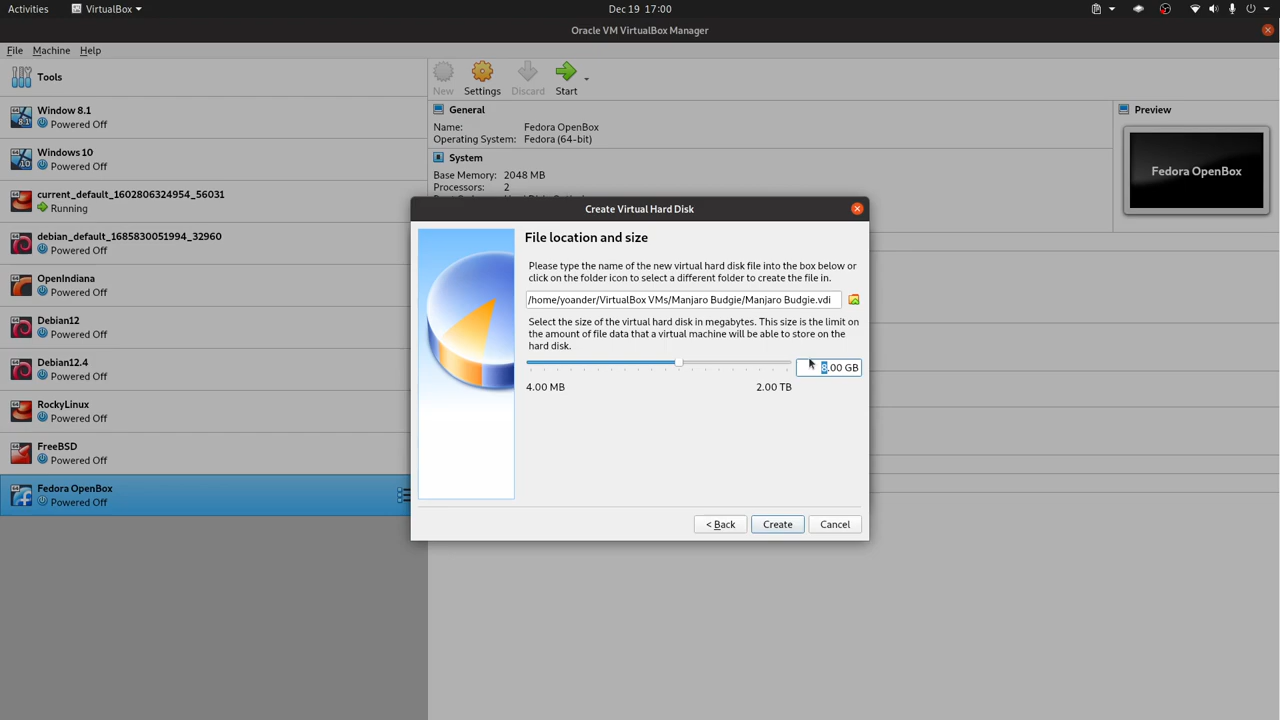 Activities
VirtualBox
Dec 19 17:00
Oracle VM VirtualBox Manager
File Machine Help
Tools
Window 8.1
Powered Off
Windows 10
Powered Off
current_default_1602806324954_56031
Running
debian_default_1685830051994_32960
Powered Off
OpenIndiana
Powered Off
Debian12
Powered Off
Debian12.4
Powered Off
RockyLinux
Powered Off
FreeBSD
Powered Off
Fedora OpenBox
Powered Off
New Settings Discard Start
General
Name: Fedora OpenBox
Operating System: Fedora (64-bit)
System
Base Memory: 2048 MB
Processors: 2
Preview
Fedora OpenBox
Create Virtual Hard Disk
File location and size
Please type the name of the new virtual hard disk file into the box below or
click on the folder icon to select a different folder to create the file in.
/home/yoander/VirtualBox VMs/Manjaro Budgie/Manjaro Budgie.vdi
Select the size of the virtual hard disk in megabytes. This size is the limit on
the amount of file data that a virtual machine will be able to store on the
hard disk.
8.00 GB
4.00 MB
2.00 TB
< Back
Create
Cancel